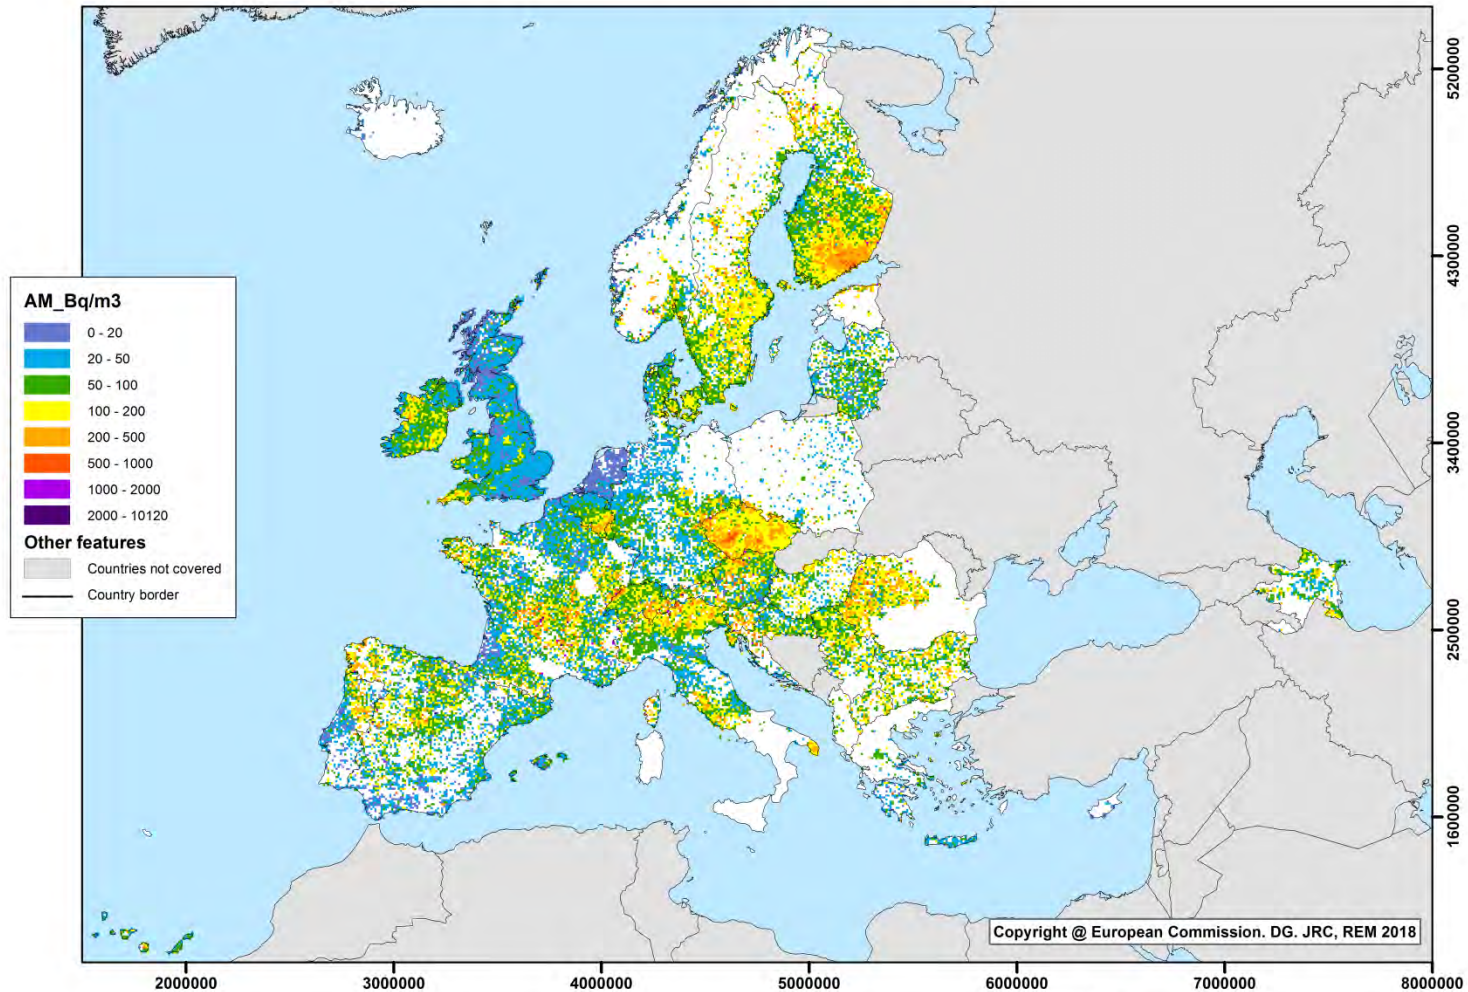 AM_Bq/m3
0 - 20
20 - 50
50 - 100
100 - 200
200 - 500
500 - 1000
1000 - 2000
2000 - 10120
Other features
Countries not covered
Country border
5200000
4300000
3400000
2500000
1600000
Copyright @ European Commission. DG. JRC, REM 2018
2000000 3000000 4000000 5000000 6000000 7000000 8000000